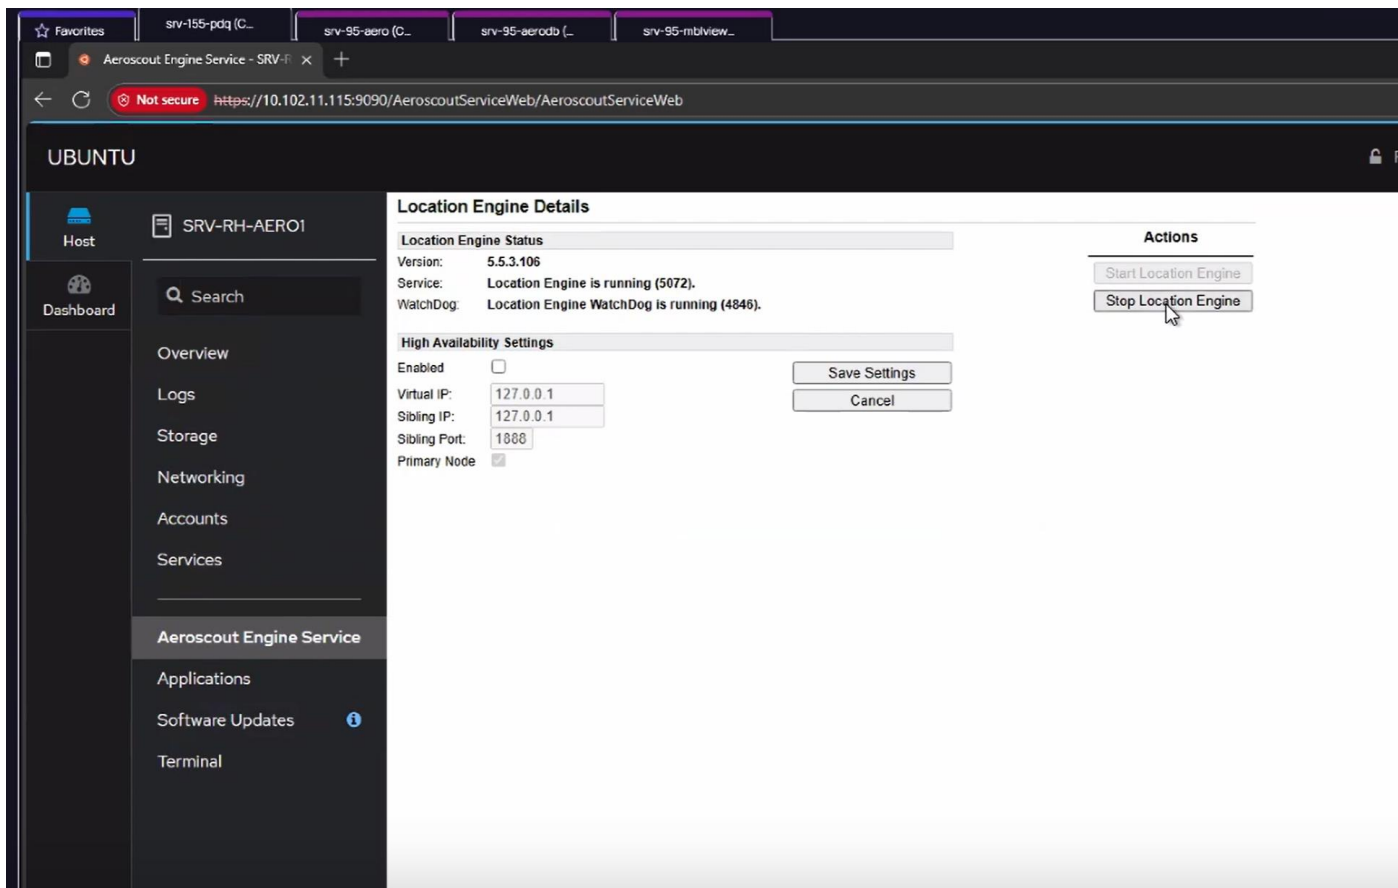 Favorites
srv-155-pdq (C...
srv-95-aero (C...
srv-95-aerodb (...
srv-95-mblview...
Aeroscout Engine Service - SRV-R
Not secure https://10.102.11.115:9090/AeroscoutServiceWeb/AeroscoutServiceWeb
UBUNTU
Host
Dashboard
SRV-RH-AERO1
Search
Overview
Logs
Storage
Networking
Accounts
Services
Aeroscout Engine Service
Applications
Software Updates
Terminal
Location Engine Details
Location Engine Status
Version: 5.5.3.106
Service: Location Engine is running (5072).
WatchDog: Location Engine WatchDog is running (4846).
High Availability Settings
Enabled
Virtual IP: 127.0.0.1
Sibling IP: 127.0.0.1
Sibling Port: 1888
Primary Node
Save Settings
Cancel
Actions
Start Location Engine
Stop Location Engine